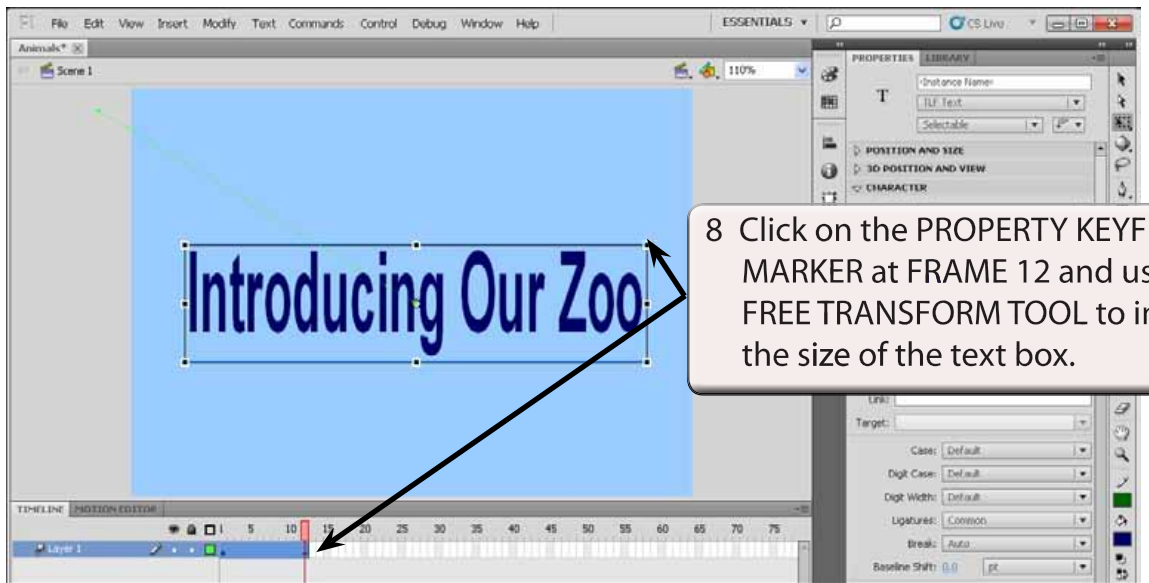 File Edit View Insert Modify Text Commands Control Debug Window Help ESSENTIALS CS Live
Animals*
Scene 1 110%
PROPERTIES LIBRARY
<Instance Name>
T TLF Text
Selectable
POSITION AND SIZE
3D POSITION AND VIEW
CHARACTER
Introducing Our Zoo
8 Click on the PROPERTY KEYF
MARKER at FRAME 12 and us
FREE TRANSFORM TOOL to in
the size of the text box.
Link:
Target:
Case: Default
Digit Case: Default
Digit Width: Default
Ligatures: Common
Break: Auto
Baseline Shift: 0.0 pt
TIMELINE MOTION EDITOR
1 5 10 15 20 25 30 35 40 45 50 55 60 65 70 75
Layer 1